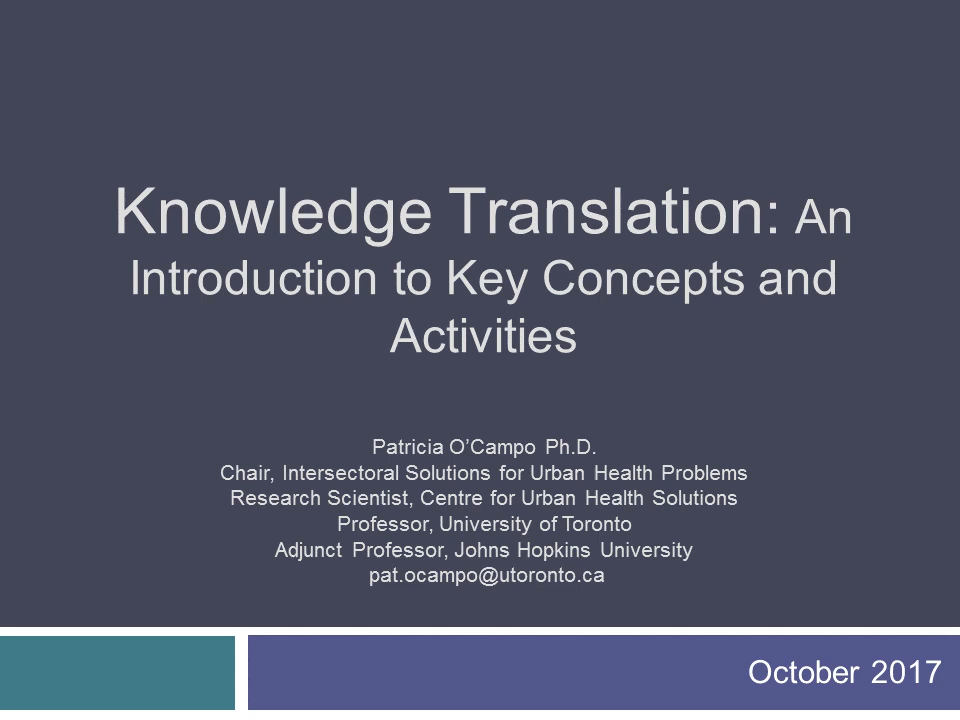 Knowledge Translation: An
Introduction to Key Concepts and
Activities
Patricia O’Campo Ph.D.
Chair, Intersectoral Solutions for Urban Health Problems
Research Scientist, Centre for Urban Health Solutions
Professor, University of Toronto
Adjunct Professor, Johns Hopkins University
pat.ocampo@utoronto.ca
October 2017